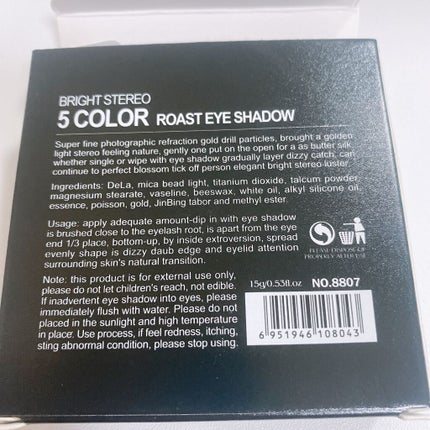 BRIGHT STEREO
5 COLOR ROAST EYE SHADOW
Super fine photographic refraction gold drill particles, brought a golden
light stereo feeling nature, gently one put on the open for a as butter silk,
whether single or wipe with eye shadow gradually layer dizzy catch, can
continue to perfect blossom tick off person elegant bright stereo luster.
Ingredients: DeLa, mica bead light, titanium dioxide, talcum powder,
magnesium stearate, vaseline, beeswax, white oil, alkyl silicone oil,
essence, poisson, gold, JinBing tabor and methyl ester.
Usage: apply adequate amount-dip in with eye shadow
is brushed close to the eyelash root, is apart from the eye
end 1/3 place, bottom-up, by inside extroversion, spread
evenly shape is dizzy daub edge and eyelid attention
surrounding skin's natural transition.
PLEASE DISPOSE OF
PROPERLY AFTER USE
Note: this product is for external use only,
please do not let children's reach, not edible.
If inadvertent eye shadow into eyes, please
immediately flush with water. Please do not
placed in the sunlight and high temperature
in place. Use process, if feel redness, itching,
sting abnormal condition, please stop using.
15g/0.53fl.oz NO.8807
6 951946 108043